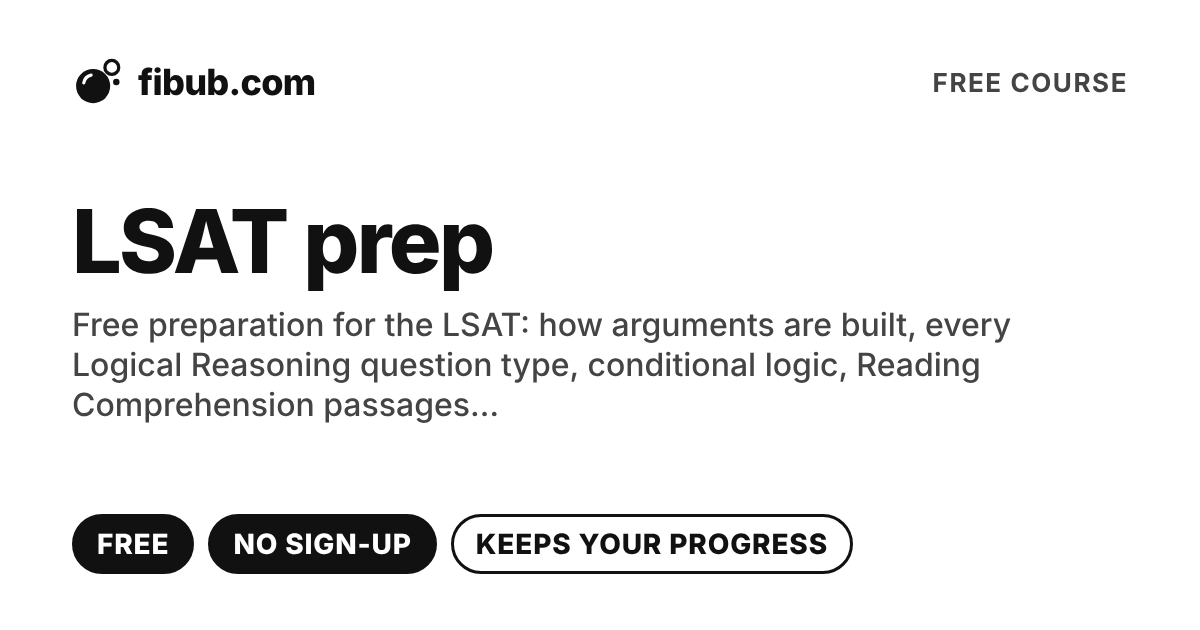 fibub.com
FREE COURSE
LSAT prep
Free preparation for the LSAT: how arguments are built, every
Logical Reasoning question type, conditional logic, Reading
Comprehension passages...
FREE
NO SIGN-UP
KEEPS YOUR PROGRESS